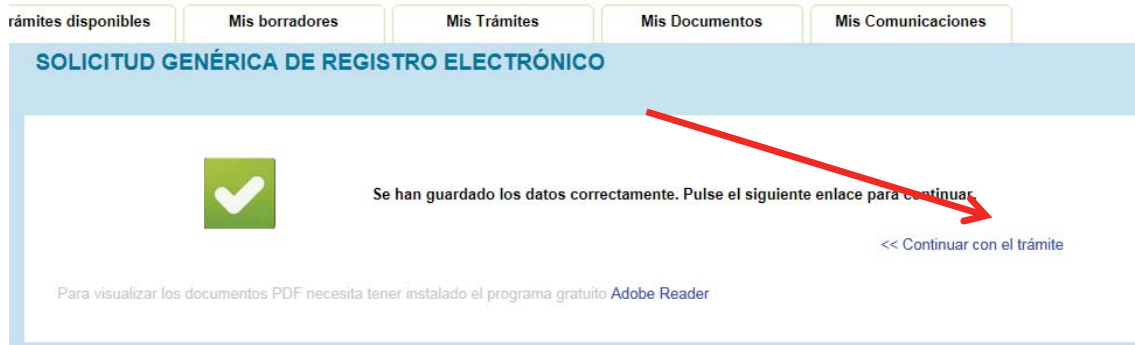 rámites disponibles Mis borradores Mis Trámites Mis Documentos Mis Comunicaciones
SOLICITUD GENÉRICA DE REGISTRO ELECTRÓNICO
Se han guardado los datos correctamente. Pulse el siguiente enlace para continuar.
<< Continuar con el trámite
Para visualizar los documentos PDF necesita tener instalado el programa gratuito Adobe Reader